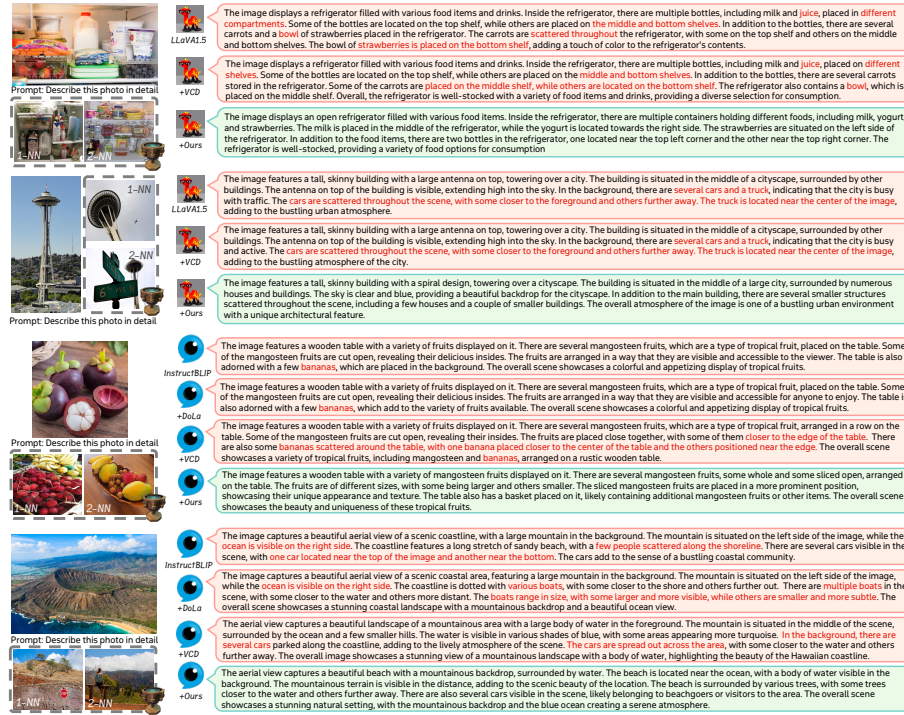 The image displays a refrigerator filled with various food items and drinks. Inside the refrigerator, there are multiple bottles, including milk and juice, placed in different
compartments. Some of the bottles are located on the top shelf, while others are placed on the middle and bottom shelves. In addition to the bottles, there are several
carrots and a bowl of strawberries placed in the refrigerator. The carrots are scattered throughout the refrigerator, with some on the top shelf and others on the middle
and bottom shelves. The bowl of strawberries is placed on the bottom shelf, adding a touch of color to the refrigerator's contents.
LLaVA1.5
The image displays a refrigerator filled with various food items and drinks. Inside the refrigerator, there are multiple bottles, including milk and juice, placed on different
shelves. Some of the bottles are located on the top shelf, while others are placed on the middle and bottom shelves. In addition to the bottles, there are several carrots
stored in the refrigerator. Some of the carrots are placed on the middle shelf, while others are located on the bottom shelf. The refrigerator also contains a bowl, which is
placed on the middle shelf. Overall, the refrigerator is well-stocked with a variety of food items and drinks, providing a diverse selection for consumption.
+VCD
Prompt: Describe this photo in detail
1-NN
2-NN
The image displays an open refrigerator filled with various food items. Inside the refrigerator, there are multiple containers holding different foods, including milk, yogurt
and strawberries. The milk is placed in the middle of the refrigerator, while the yogurt is located towards the right side. The strawberries are situated on the left side of
the refrigerator. In addition to the food items, there are two bottles in the refrigerator, one located near the top left corner and the other near the top right corner. The
refrigerator is well-stocked, providing a variety of food options for consumption
+Ours
The image features a tall, skinny building with a large antenna on top, towering over a city. The building is situated in the middle of a cityscape, surrounded by other
buildings. The antenna on top of the building is visible, extending high into the sky. In the background, there are several cars and a truck, indicating that the city is busy
with traffic. The cars are scattered throughout the scene, with some closer to the foreground and others further away. The truck is located near the center of the image,
adding to the bustling urban atmosphere.
LLaVA1.5
1-NN
The image features a tall, skinny building with a large antenna on top, towering over a city. The building is situated in the middle of a cityscape, surrounded by other
buildings. The antenna on top of the building is visible, extending high into the sky. In the background, there are several cars and a truck, indicating that the city is busy
and active. The cars are scattered throughout the scene, with some closer to the foreground and others further away. The truck is located near the center of the image,
adding to the bustling atmosphere of the city.
+VCD
2-NN
The image features a tall, skinny building with a spiral design, towering over a cityscape. The building is situated in the middle of a large city, surrounded by numerous
houses and buildings. The sky is clear and blue, providing a beautiful backdrop for the cityscape. In addition to the main building, there are several smaller structures
scattered throughout the scene, including a few houses and a couple of smaller buildings. The overall atmosphere of the image is one of a bustling urban environment
with a unique architectural feature.
+Ours
Prompt: Describe this photo in detail
The image features a wooden table with a variety of fruits displayed on it. There are several mangosteen fruits, which are a type of tropical fruit, placed on the table. Some
of the mangosteen fruits are cut open, revealing their delicious insides. The fruits are arranged in a way that they are visible and accessible to the viewer. The table is also
adorned with a few bananas, which are placed in the background. The overall scene showcases a colorful and appetizing display of tropical fruits.
InstructBLIP
The image features a wooden table with a variety of fruits displayed on it. There are several mangosteen fruits, which are a type of tropical fruit, placed on the table. Some
of the mangosteen fruits are cut open, revealing their delicious insides. The fruits are arranged in a way that they are visible and accessible for anyone to enjoy. The table i
also adorned with a few bananas, which add to the variety of fruits available. The overall scene showcases a colorful and appetizing display of tropical fruits.
+DoLa
The image features a wooden table with a variety of fruits displayed on it. There are several mangosteen fruits, which are a type of tropical fruit, arranged in a row on the
table. Some of the mangosteen fruits are cut open, revealing their insides. The fruits are placed close together, with some of them closer to the edge of the table. There
are also some bananas scattered around the table, with one banana placed closer to the center of the table and the others positioned near the edge. The overall scene
showcases a variety of tropical fruits, including mangosteen and bananas, arranged on a rustic wooden table.
+VCD
Prompt: Describe this photo in detail
1-NN
2-NN
The image features a wooden table with a variety of mangosteen fruits displayed on it. There are several mangosteen fruits, some whole and some sliced open, arranged
on the table. The fruits are of different sizes, with some being larger and others smaller. The sliced mangosteen fruits are placed in a more prominent position,
showcasing their unique appearance and texture. The table also has a basket placed on it, likely containing additional mangosteen fruits or other items. The overall scene
showcases the beauty and uniqueness of these tropical fruits.
+Ours
The image captures a beautiful aerial view of a scenic coastline, with a large mountain in the background. The mountain is situated on the left side of the image, while the
ocean is visible on the right side. The coastline features a long stretch of sandy beach, with a few people scattered along the shoreline. There are several cars visible in the
scene, with one car located near the top of the image and another near the bottom. The cars add to the sense of a bustling coastal community.
InstructBLIP
The image captures a beautiful aerial view of a scenic coastal area, featuring a large mountain in the background. The mountain is situated on the left side of the image,
while the ocean is visible on the right side. The coastline is dotted with various boats, with some closer to the shore and others further out. There are multiple boats in the
scene, with some closer to the water and others more distant. The boats range in size, with some larger and more visible, while others are smaller and more subtle. The
overall scene showcases a stunning coastal landscape with a mountainous backdrop and a beautiful ocean view.
+DoLa
The aerial view captures a beautiful landscape of a mountainous area with a large body of water in the foreground. The mountain is situated in the middle of the scene,
surrounded by the ocean and a few smaller hills. The water is visible in various shades of blue, with some areas appearing more turquoise. In the background, there are
several cars parked along the coastline, adding to the lively atmosphere of the scene. The cars are spread out across the area, with some closer to the water and others
further away. The overall image showcases a stunning view of a mountainous landscape with a body of water, highlighting the beauty of the Hawaiian coastline.
+VCD
Prompt: Describe this photo in detail
1-NN
2-NN
The aerial view captures a beautiful beach with a mountainous backdrop, surrounded by water. The beach is located near the ocean, with a body of water visible in the
background. The mountainous terrain is visible in the distance, adding to the scenic beauty of the location. The beach is surrounded by various trees, with some trees
closer to the water and others further away. There are also several cars visible in the scene, likely belonging to beachgoers or visitors to the area. The overall scene
showcases a stunning natural setting, with the mountainous backdrop and the blue ocean creating a serene atmosphere.
+Ours